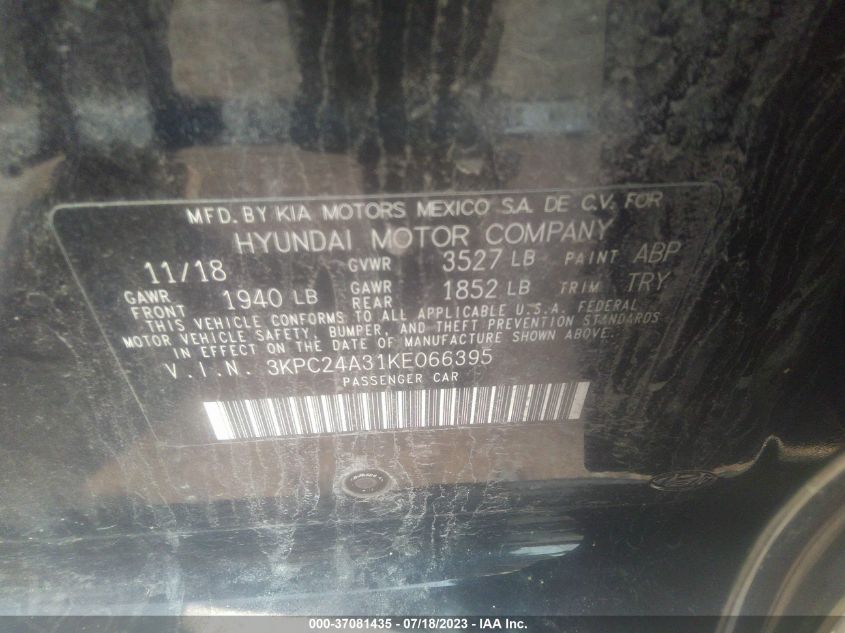 MFD. BY KIA MOTORS MEXICO S.A. DE C.V. FOR
HYUNDAI MOTOR COMPANY
11/18 GVWR 3527 LB PAINT ABP
GAWR FRONT 1940 LB GAWR REAR 1852 LB TRIM TRY
THIS VEHICLE CONFORMS TO ALL APPLICABLE U.S.A. FEDERAL
MOTOR VEHICLE SAFETY, BUMPER, AND THEFT PREVENTION STANDARDS
IN EFFECT ON THE DATE OF MANUFACTURE SHOWN ABOVE.
V.I.N. 3KPC24A31KE066395
PASSENGER CAR
000-37081435 - 07/18/2023 - IAA Inc.